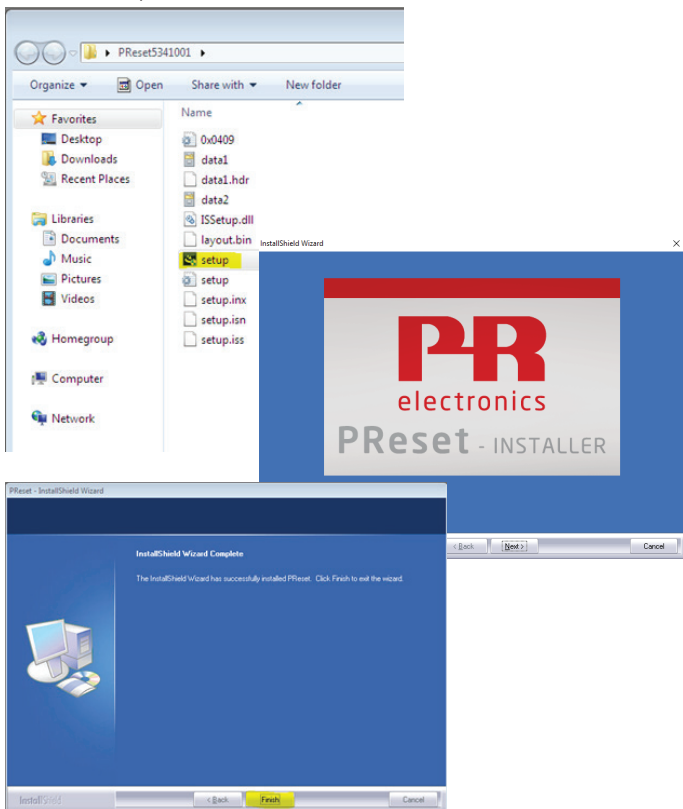 PReset5341001
Organize Open Share with New folder
Favorites
Desktop
Downloads
Recent Places
Libraries
Documents
Music
Pictures
Videos
Homegroup
Computer
Network
Name
0x0409
data1
data1.hdr
data2
ISSetup.dll
layout.bin
setup
setup
setup.inx
setup.isn
setup.iss
InstallShield Wizard
PR
electronics
PReset - INSTALLER
< Back Next > Cancel
PReset - InstallShield Wizard
InstallShield Wizard Complete
The InstallShield Wizard has successfully installed PReset. Click Finish to exit the wizard.
InstallShield
< Back Finish Cancel